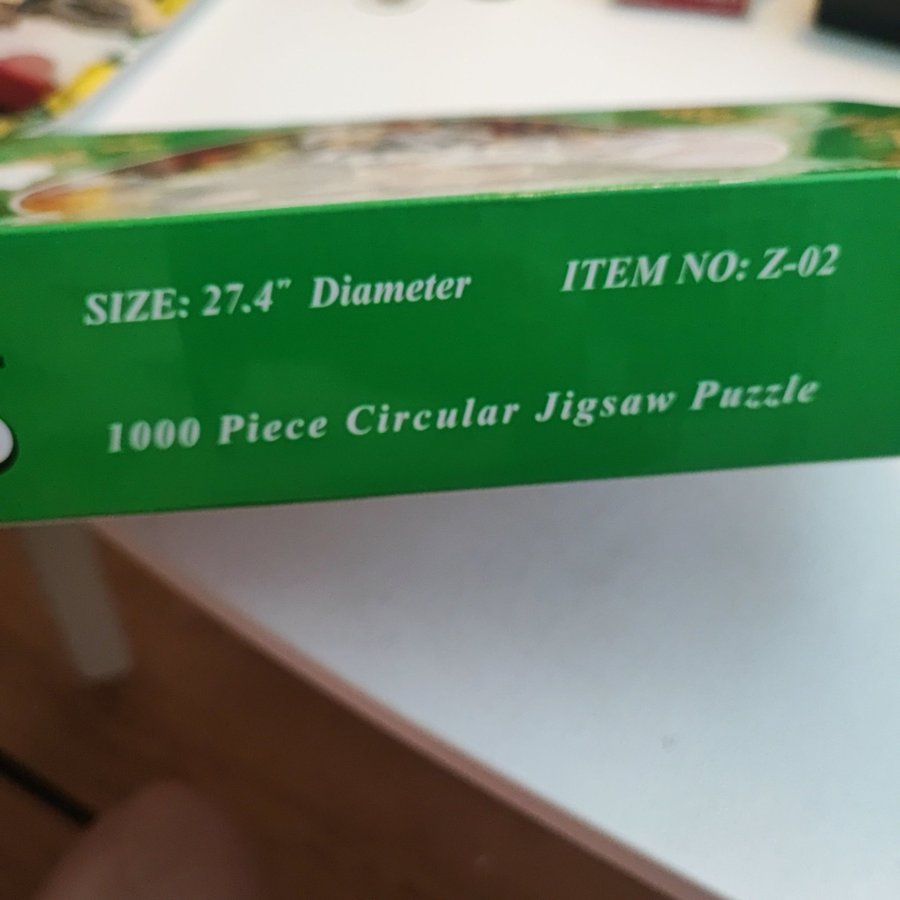 SIZE: 27.4" Diameter ITEM NO: Z-02
1000 Piece Circular Jigsaw Puzzle